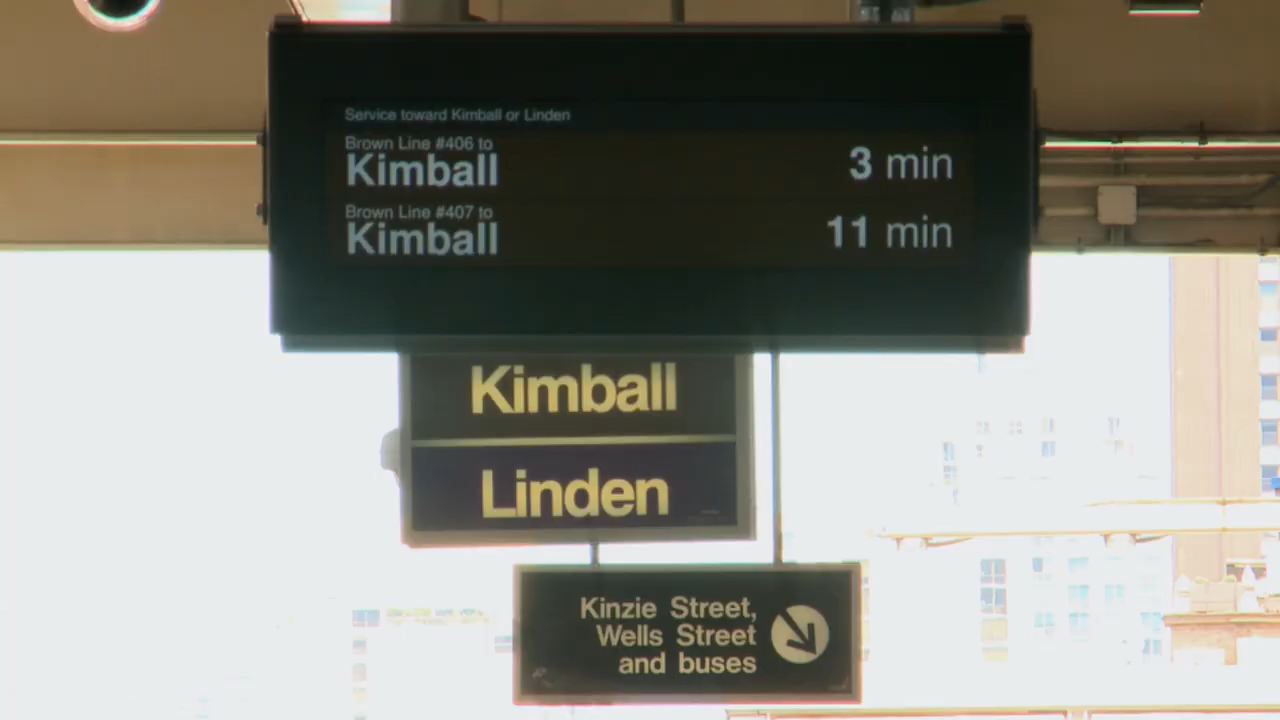 Service toward Kimball or Linden
Brown Line #406 to
Kimball 3 min
Brown Line #407 to
Kimball 11 min
Kimball
Linden
Kinzie Street,
Wells Street
and buses